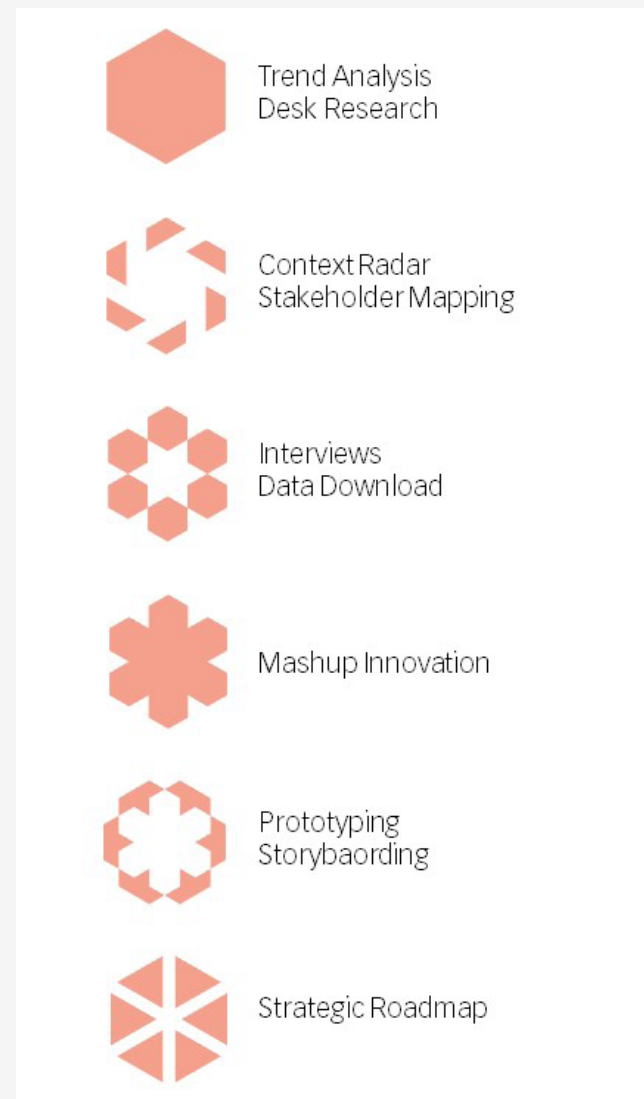 Trend Analysis
Desk Research
Context Radar
Stakeholder Mapping
Interviews
Data Download
Mashup Innovation
Prototyping
Storybaording
Strategic Roadmap